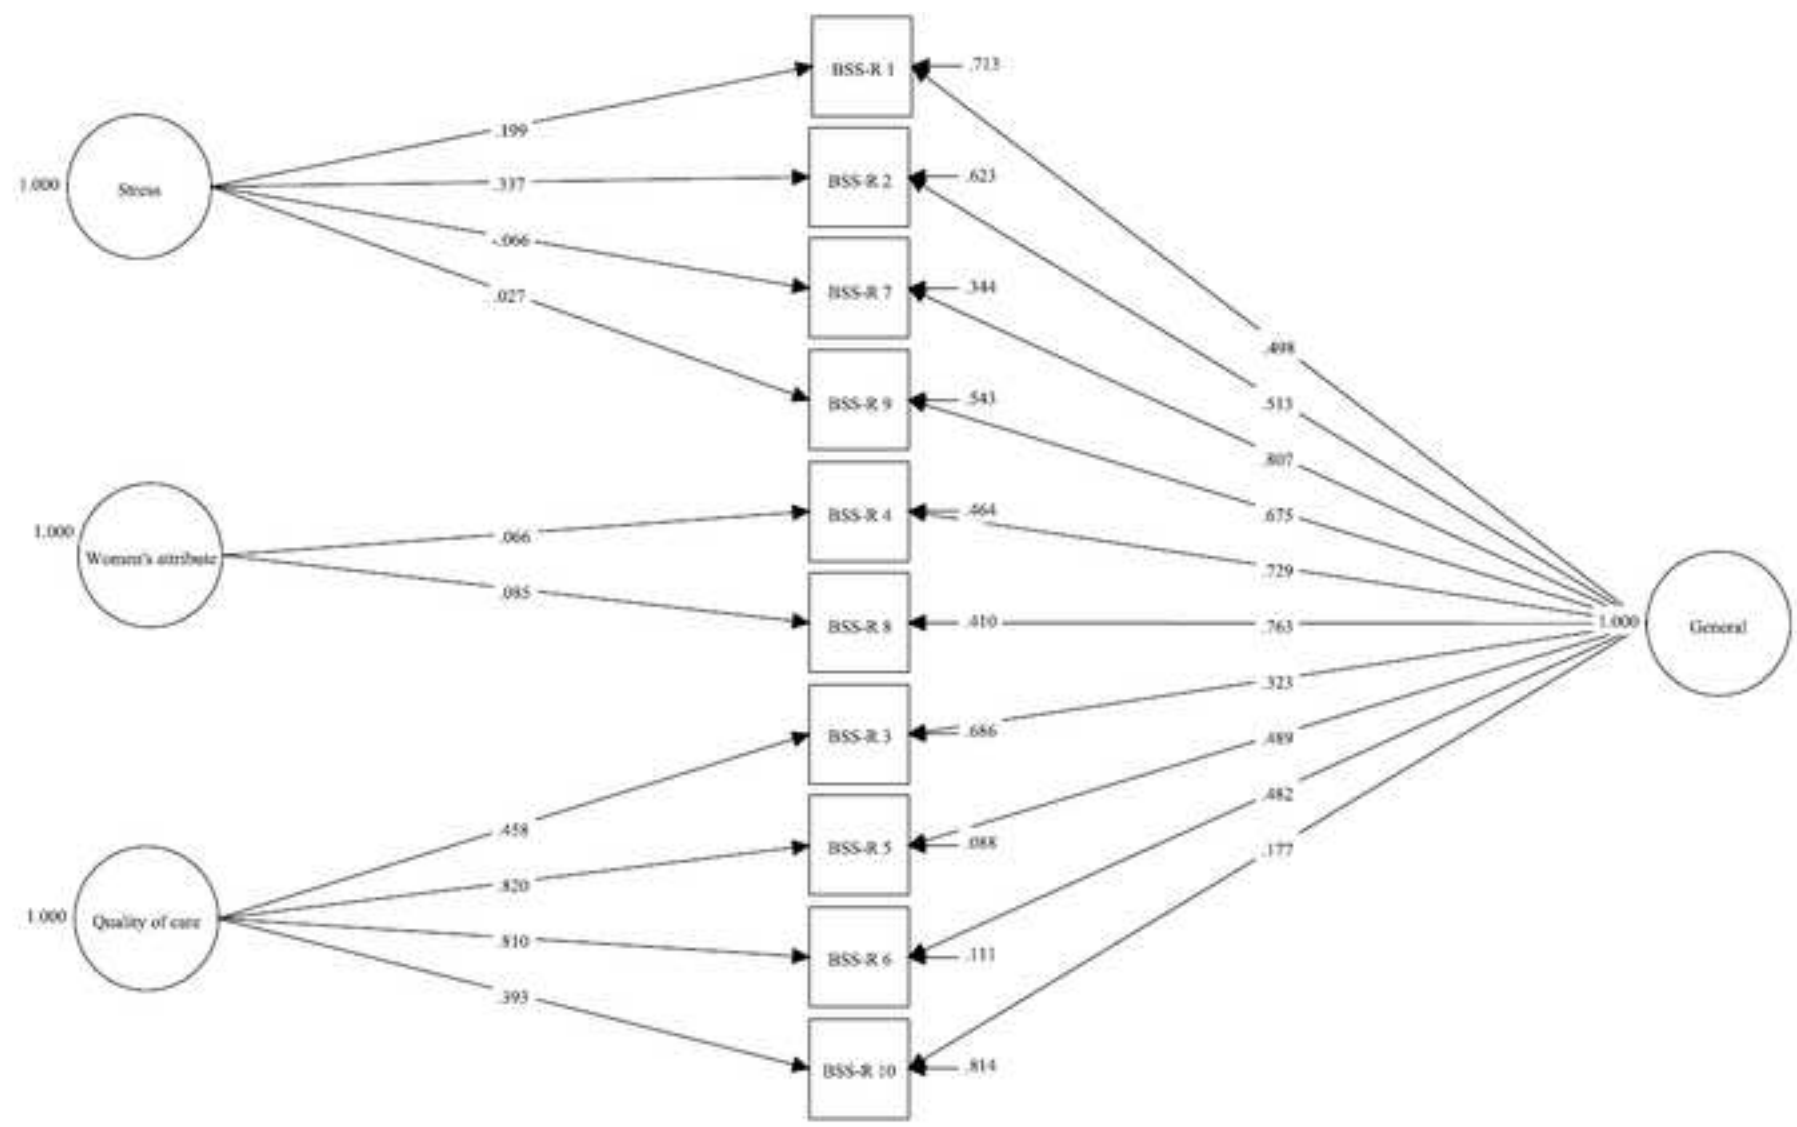 BSS-R 1
.713
.199
1.000
Stress
.337
BSS-R 2
.623
-.066
BSS-R 7
.344
.027
.498
BSS-R 9
.543
.513
.807
1.000
Women's attribute
.066
BSS-R 4
.464
.675
.729
.085
BSS-R 8
.410
.763
1.000
General
.323
BSS-R 3
.686
.489
.458
.482
BSS-R 5
.088
.177
1.000
Quality of care
.820
.810
BSS-R 6
.111
.393
BSS-R 10
.814